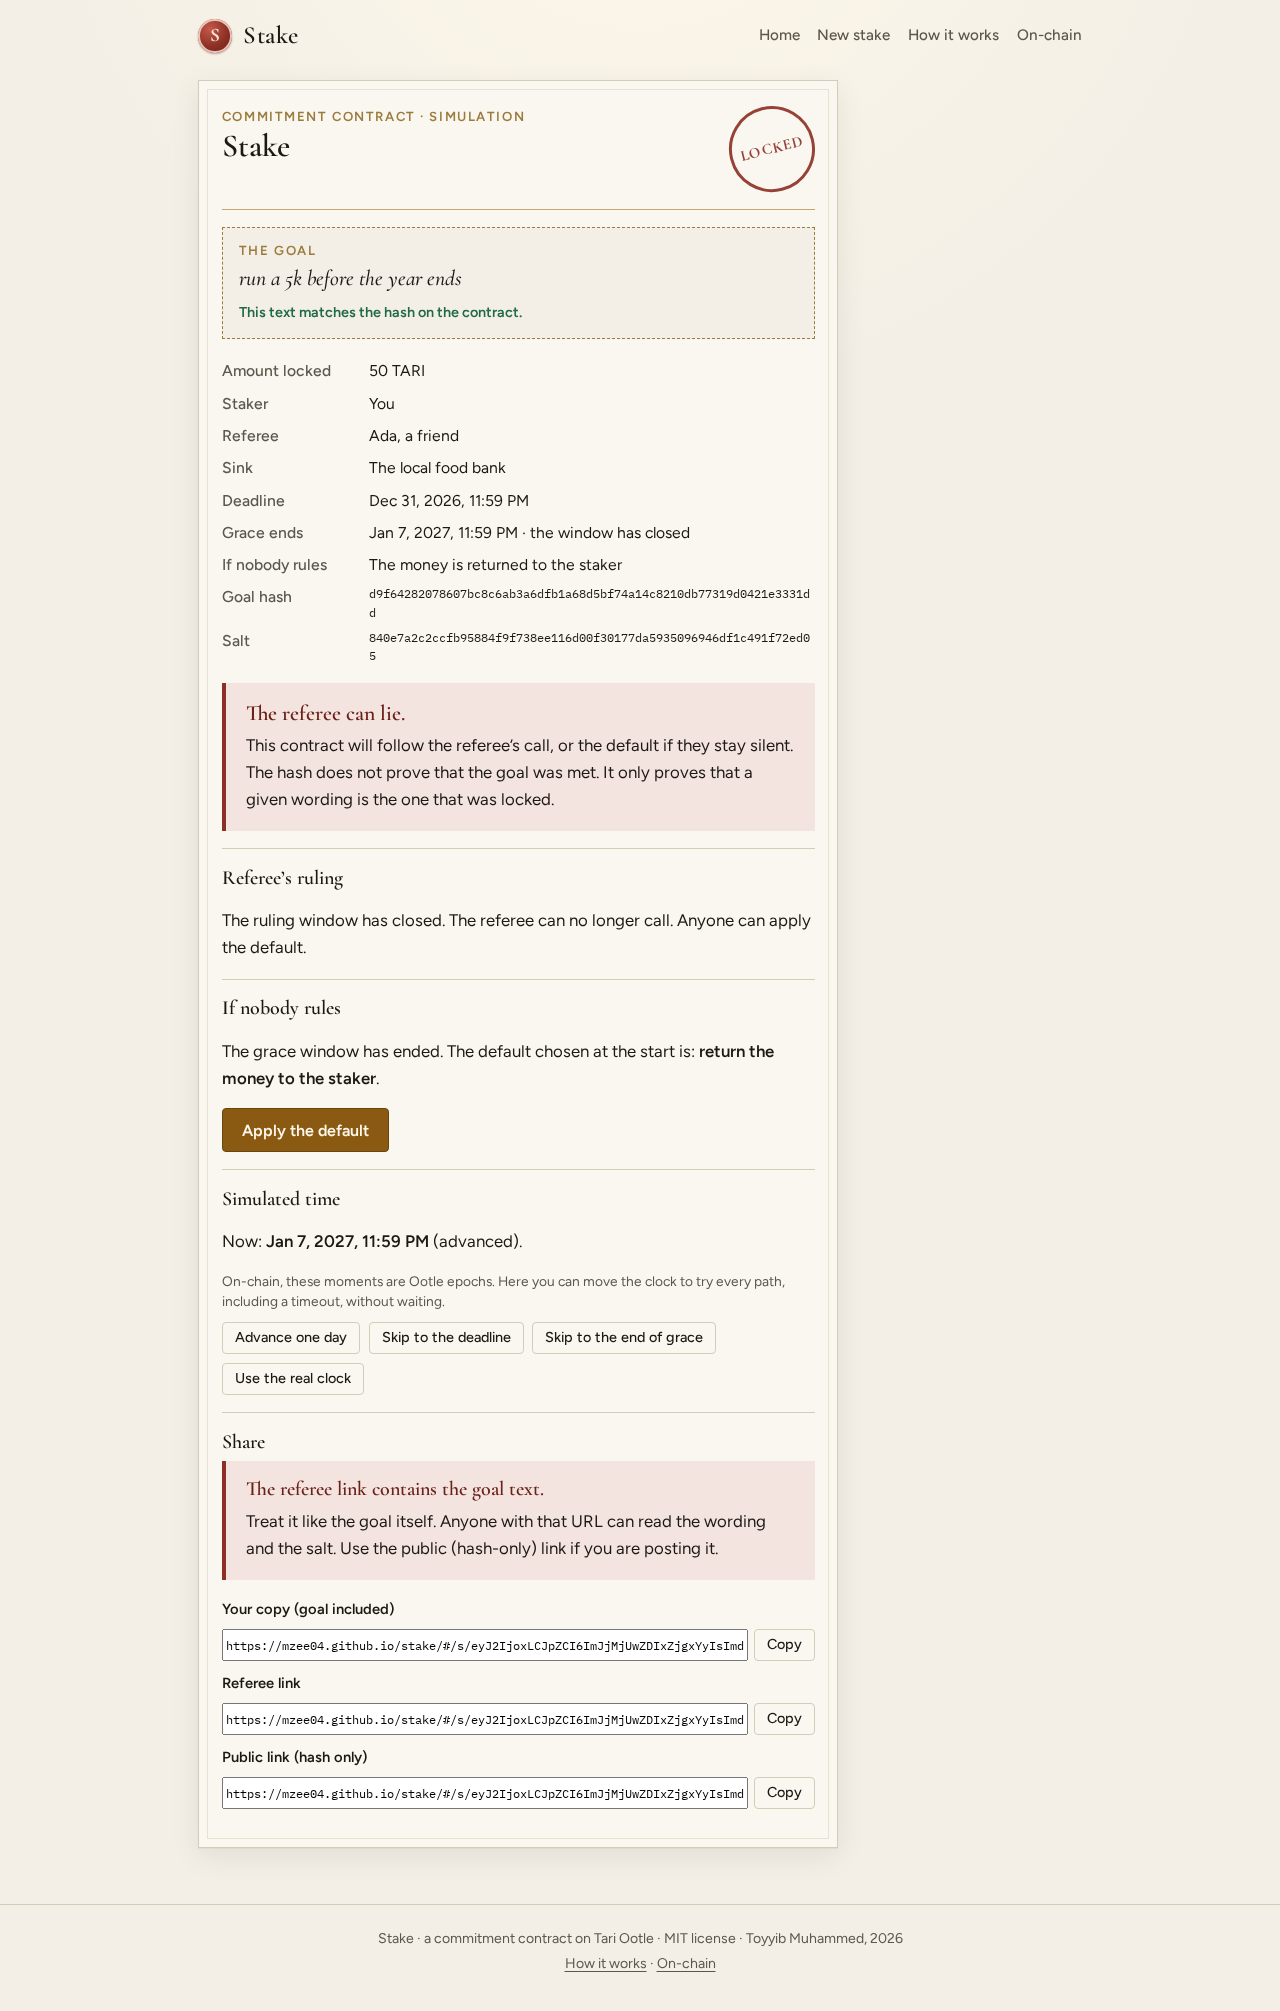 S Stake
Home New stake How it works On-chain
COMMITMENT CONTRACT · SIMULATION
Stake
LOCKED
THE GOAL
run a 5k before the year ends
This text matches the hash on the contract.
Amount locked 50 TARI
Staker You
Referee Ada, a friend
Sink The local food bank
Deadline Dec 31, 2026, 11:59 PM
Grace ends Jan 7, 2027, 11:59 PM · the window has closed
If nobody rules The money is returned to the staker
Goal hash d9f64282078607bc8c6ab3a6dfb1a68d5bf74a14c8210db77319d0421e3331d
d
Salt 840e7a2c2ccfb95884f9f738ee116d00f30177da5935096946df1c491f72ed0
5
The referee can lie.
This contract will follow the referee’s call, or the default if they stay silent.
The hash does not prove that the goal was met. It only proves that a
given wording is the one that was locked.
Referee’s ruling
The ruling window has closed. The referee can no longer call. Anyone can apply
the default.
If nobody rules
The grace window has ended. The default chosen at the start is: return the
money to the staker.
Apply the default
Simulated time
Now: Jan 7, 2027, 11:59 PM (advanced).
On-chain, these moments are Ootle epochs. Here you can move the clock to try every path,
including a timeout, without waiting.
Advance one day Skip to the deadline Skip to the end of grace
Use the real clock
Share
The referee link contains the goal text.
Treat it like the goal itself. Anyone with that URL can read the wording
and the salt. Use the public (hash-only) link if you are posting it.
Your copy (goal included)
https://mzee04.github.io/stake/#/s/eyJ2IjoxLCJpZCI6ImJjMjUwZDIxZjgxYyIsImd Copy
Referee link
https://mzee04.github.io/stake/#/s/eyJ2IjoxLCJpZCI6ImJjMjUwZDIxZjgxYyIsImd Copy
Public link (hash only)
https://mzee04.github.io/stake/#/s/eyJ2IjoxLCJpZCI6ImJjMjUwZDIxZjgxYyIsImd Copy
Stake · a commitment contract on Tari Ootle · MIT license · Toyyib Muhammed, 2026
How it works · On-chain